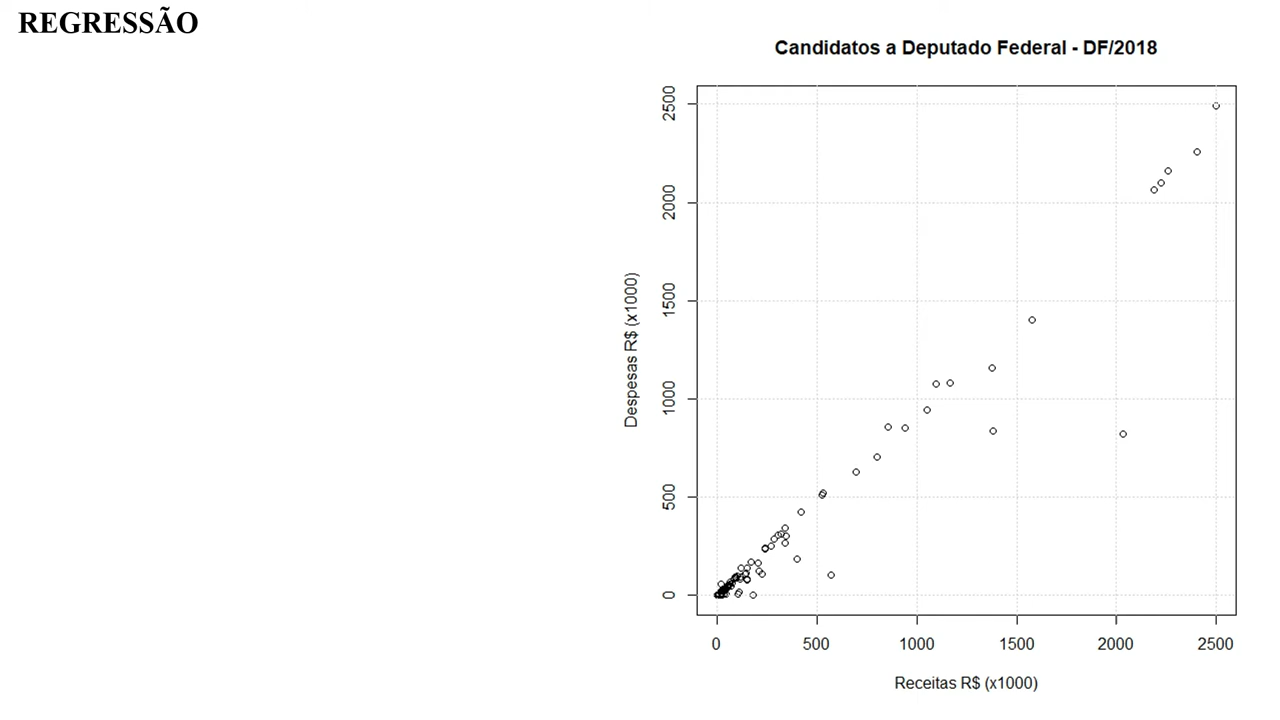 REGRESSÃO
Candidatos a Deputado Federal - DF/2018
Despesas R$ (x1000)
2500
2000
1500
1000
500
0
0 500 1000 1500 2000 2500
Receitas R$ (x1000)